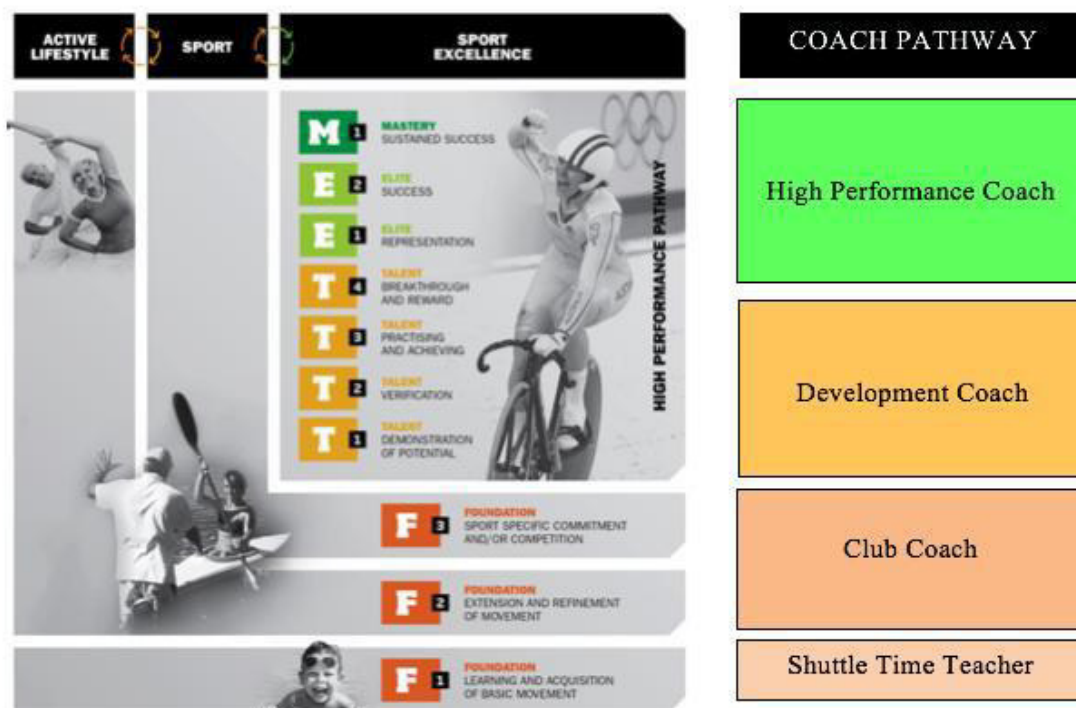 ACTIVE
LIFESTYLE
SPORT
SPORT
EXCELLENCE
M 1 MASTERY
SUSTAINED SUCCESS
E 2 ELITE
SUCCESS
E 1 ELITE
REPRESENTATION
T 4 TALENT
BREAKTHROUGH
AND REWARD
T 3 TALENT
PRACTISING
AND ACHIEVING
T 2 TALENT
VERIFICATION
T 1 TALENT
DEMONSTRATION
OF POTENTIAL
HIGH PERFORMANCE PATHWAY
F 3 FOUNDATION
SPORT SPECIFIC COMMITMENT
AND/OR COMPETITION
F 2 FOUNDATION
EXTENSION AND REFINEMENT
OF MOVEMENT
F 1 FOUNDATION
LEARNING AND ACQUISITION
OF BASIC MOVEMENT
COACH PATHWAY
High Performance Coach
Development Coach
Club Coach
Shuttle Time Teacher